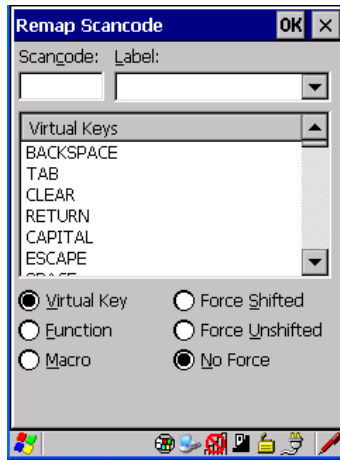 Remap Scancode OK
Scancode: Label:
Virtual Keys
BACKSPACE
TAB
CLEAR
RETURN
CAPITAL
ESCAPE
SPACE
Virtual Key Force Shifted
Function Force Unshifted
Macro No Force